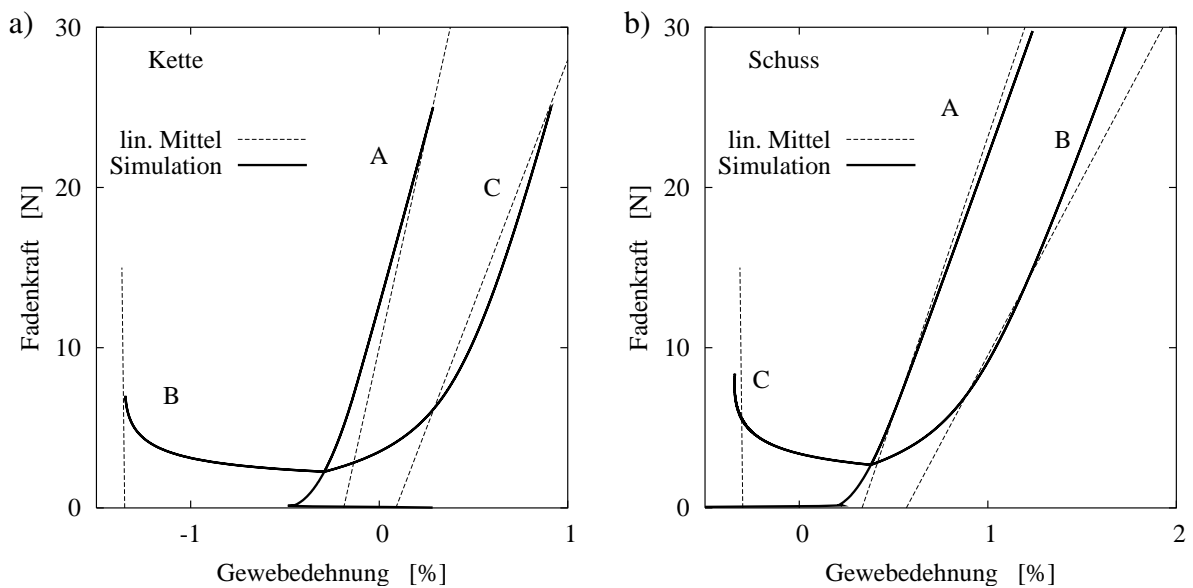 a)
Kette
lin. Mittel
Simulation
A
B
C
Fadenkraft [N]
0
10
20
30
-1
0
1
Gewebedehnung [%]
b)
Schuss
lin. Mittel
Simulation
A
B
C
Fadenkraft [N]
0
10
20
30
0
1
2
Gewebedehnung [%]